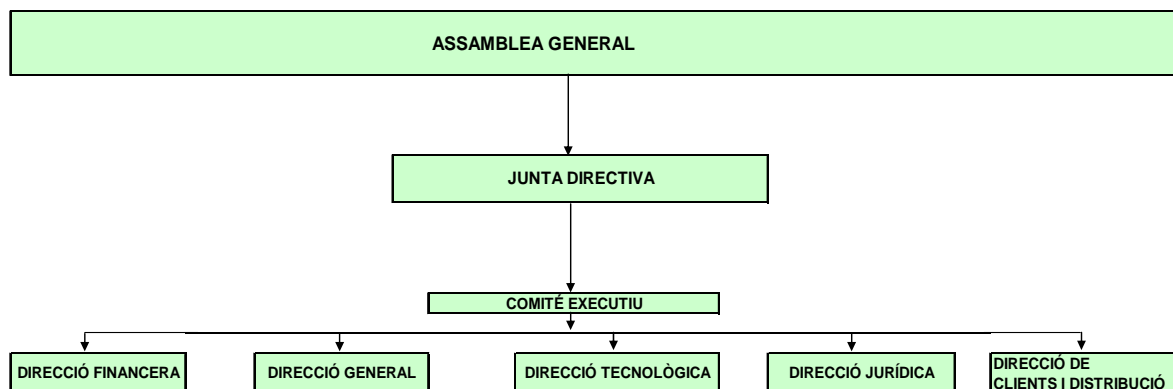 ASSAMBLEA GENERAL
JUNTA DIRECTIVA
COMITÉ EXECUTIU
DIRECCIÓ FINANCERA
DIRECCIÓ GENERAL
DIRECCIÓ TECNOLÒGICA
DIRECCIÓ JURÍDICA
DIRECCIÓ DE
CLIENTS I DISTRIBUCIÓ